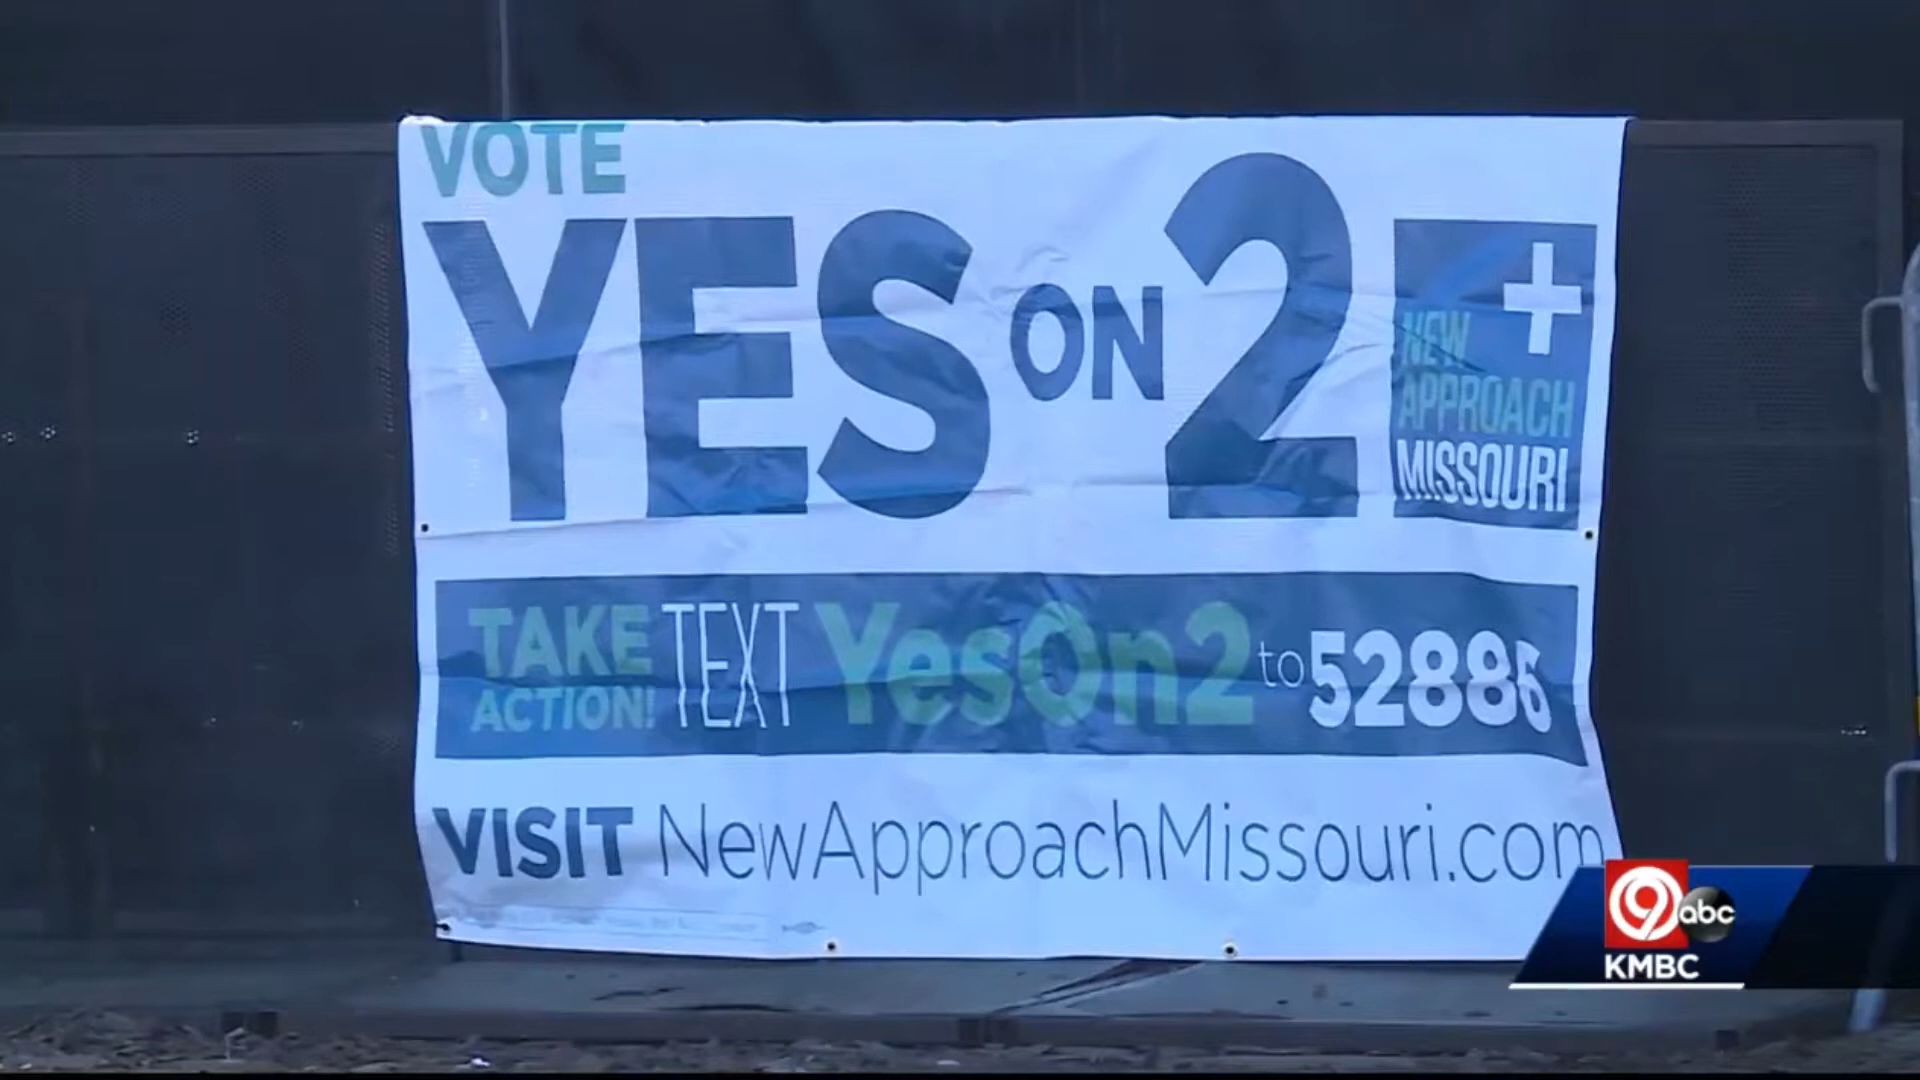 VOTE
YES ON 2
NEW
APPROACH
MISSOURI
TAKE
ACTION!
TEXT YesOn2 to 52886
VISIT NewApproachMissouri.com
9 abc
KMBC